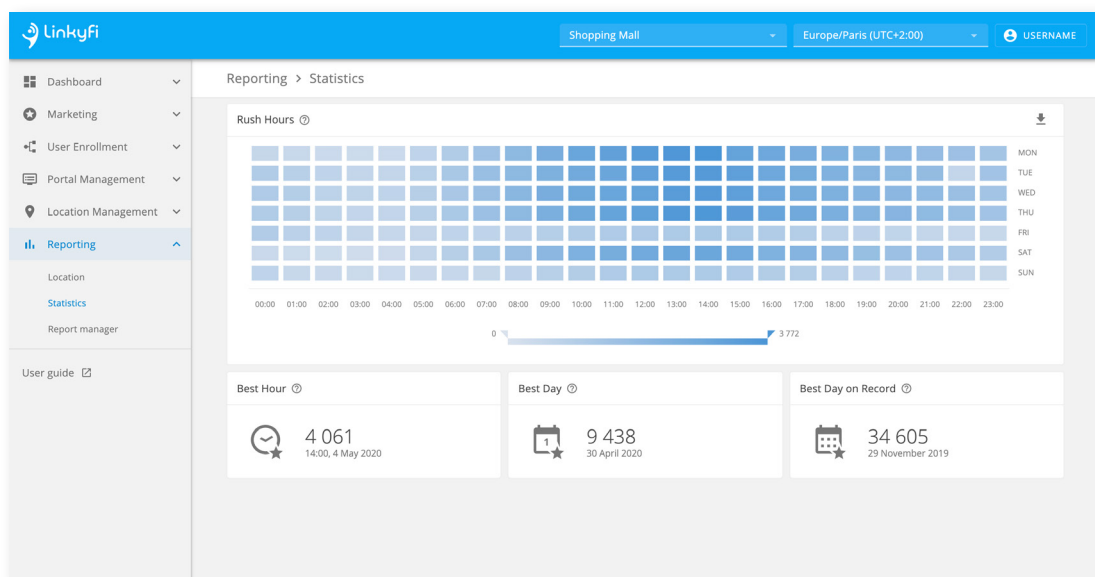 Linkyfi
Shopping Mall
Europe/Paris (UTC+2:00)
USERNAME
Dashboard
Marketing
User Enrollment
Portal Management
Location Management
Reporting
Location
Statistics
Report manager
User guide
Reporting > Statistics
Rush Hours
MON
TUE
WED
THU
FRI
SAT
SUN
00:00 01:00 02:00 03:00 04:00 05:00 06:00 07:00 08:00 09:00 10:00 11:00 12:00 13:00 14:00 15:00 16:00 17:00 18:00 19:00 20:00 21:00 22:00 23:00
0 3 772
Best Hour
4 061
14:00, 4 May 2020
Best Day
1
9 438
30 April 2020
Best Day on Record
34 605
29 November 2019